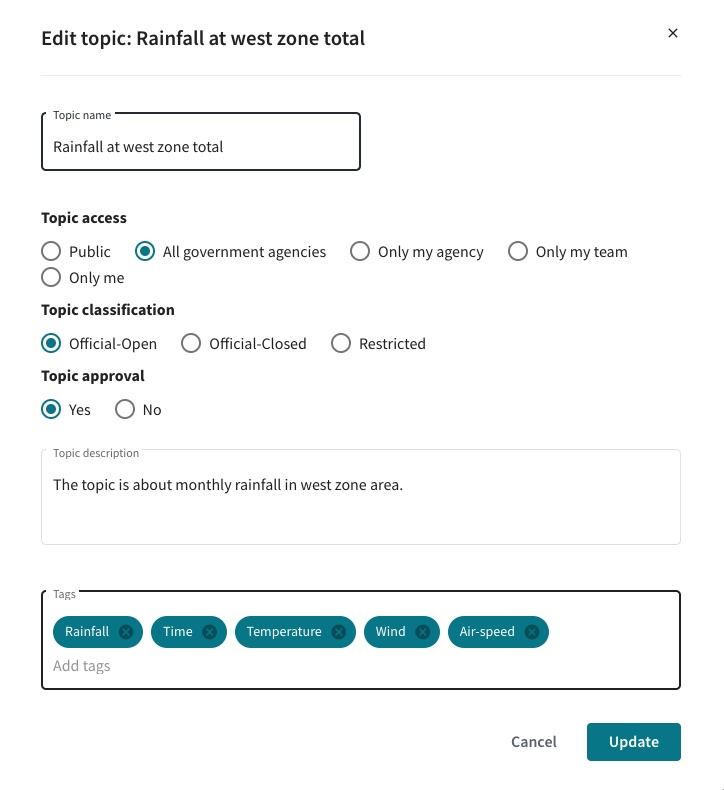 Edit topic: Rainfall at west zone total
Topic name
Rainfall at west zone total
Topic access
Public All government agencies Only my agency Only my team
Only me
Topic classification
Official-Open Official-Closed Restricted
Topic approval
Yes No
Topic description
The topic is about monthly rainfall in west zone area.
Tags
Rainfall Time Temperature Wind Air-speed
Add tags
Cancel Update